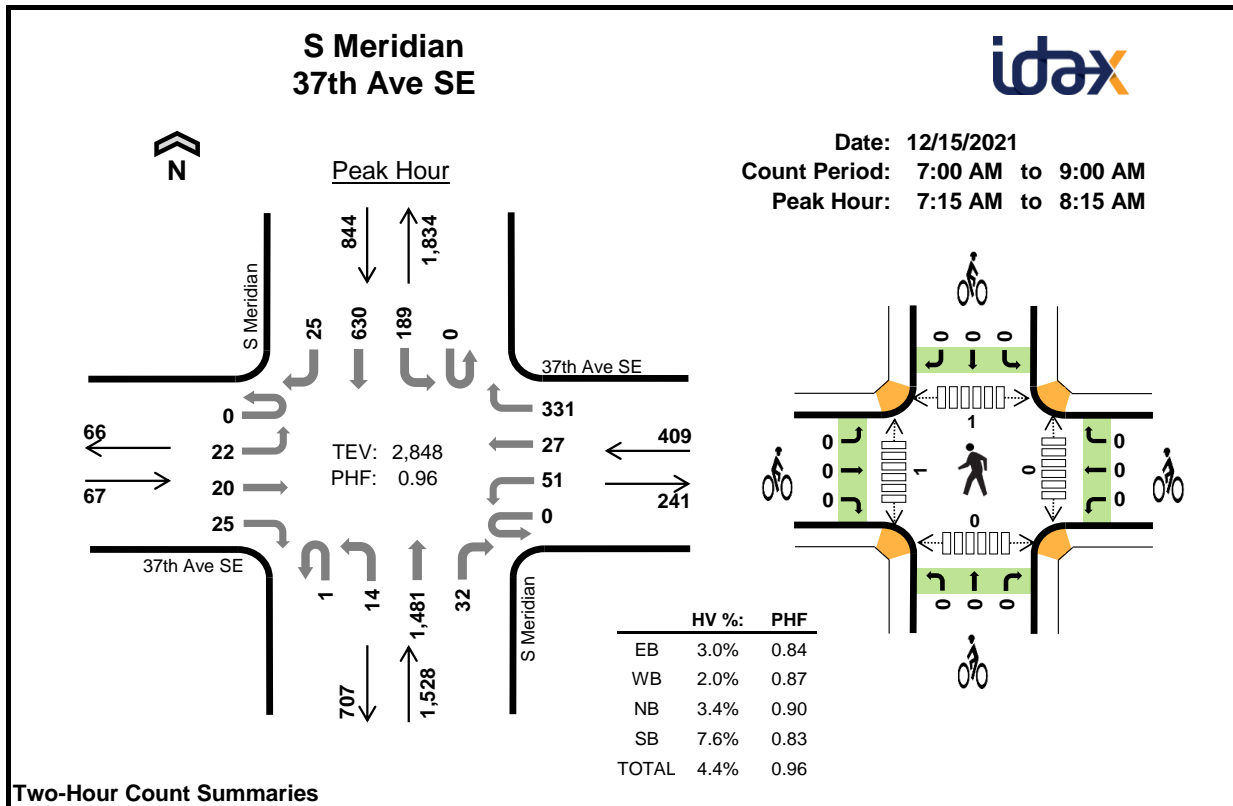 S Meridian
37th Ave SE
idax
Date: 12/15/2021
Count Period: 7:00 AM to 9:00 AM
Peak Hour: 7:15 AM to 8:15 AM
N
Peak Hour
844
1,834
S Meridian
25
630
189
0
37th Ave SE
0
22
20
25
66
67
TEV: 2,848
PHF: 0.96
331
27
51
0
409
241
37th Ave SE
1
14
1,481
32
S Meridian
707
1,528
0 0 0
1
0
0
0
1
0
0
0
0
0
0 0 0
HV %: PHF
EB 3.0% 0.84
WB 2.0% 0.87
NB 3.4% 0.90
SB 7.6% 0.83
TOTAL 4.4% 0.96
Two-Hour Count Summaries